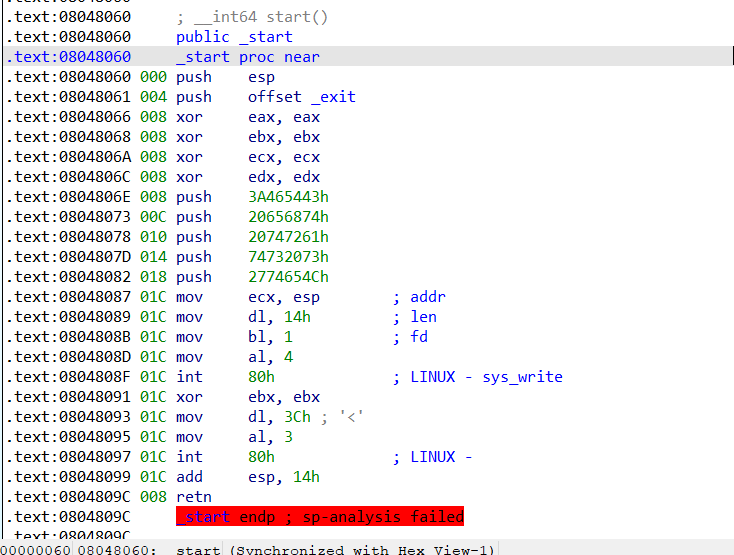 .text:08048060 ; __int64 start()
.text:08048060 public _start
.text:08048060 _start proc near
.text:08048060 000 push esp
.text:08048061 004 push offset _exit
.text:08048066 008 xor eax, eax
.text:08048068 008 xor ebx, ebx
.text:0804806A 008 xor ecx, ecx
.text:0804806C 008 xor edx, edx
.text:0804806E 008 push 3A465443h
.text:08048073 00C push 20656874h
.text:08048078 010 push 20747261h
.text:0804807D 014 push 74732073h
.text:08048082 018 push 2774654Ch
.text:08048087 01C mov ecx, esp ; addr
.text:08048089 01C mov dl, 14h ; len
.text:0804808B 01C mov bl, 1 ; fd
.text:0804808D 01C mov al, 4
.text:0804808F 01C int 80h ; LINUX - sys_write
.text:08048091 01C xor ebx, ebx
.text:08048093 01C mov dl, 3Ch ; '<'
.text:08048095 01C mov al, 3
.text:08048097 01C int 80h ; LINUX -
.text:08048099 01C add esp, 14h
.text:0804809C 008 retn
.text:0804809C _start endp ; sp-analysis failed
.text:0804809C
00000060 08048060: start (Synchronized with Hex View-1)